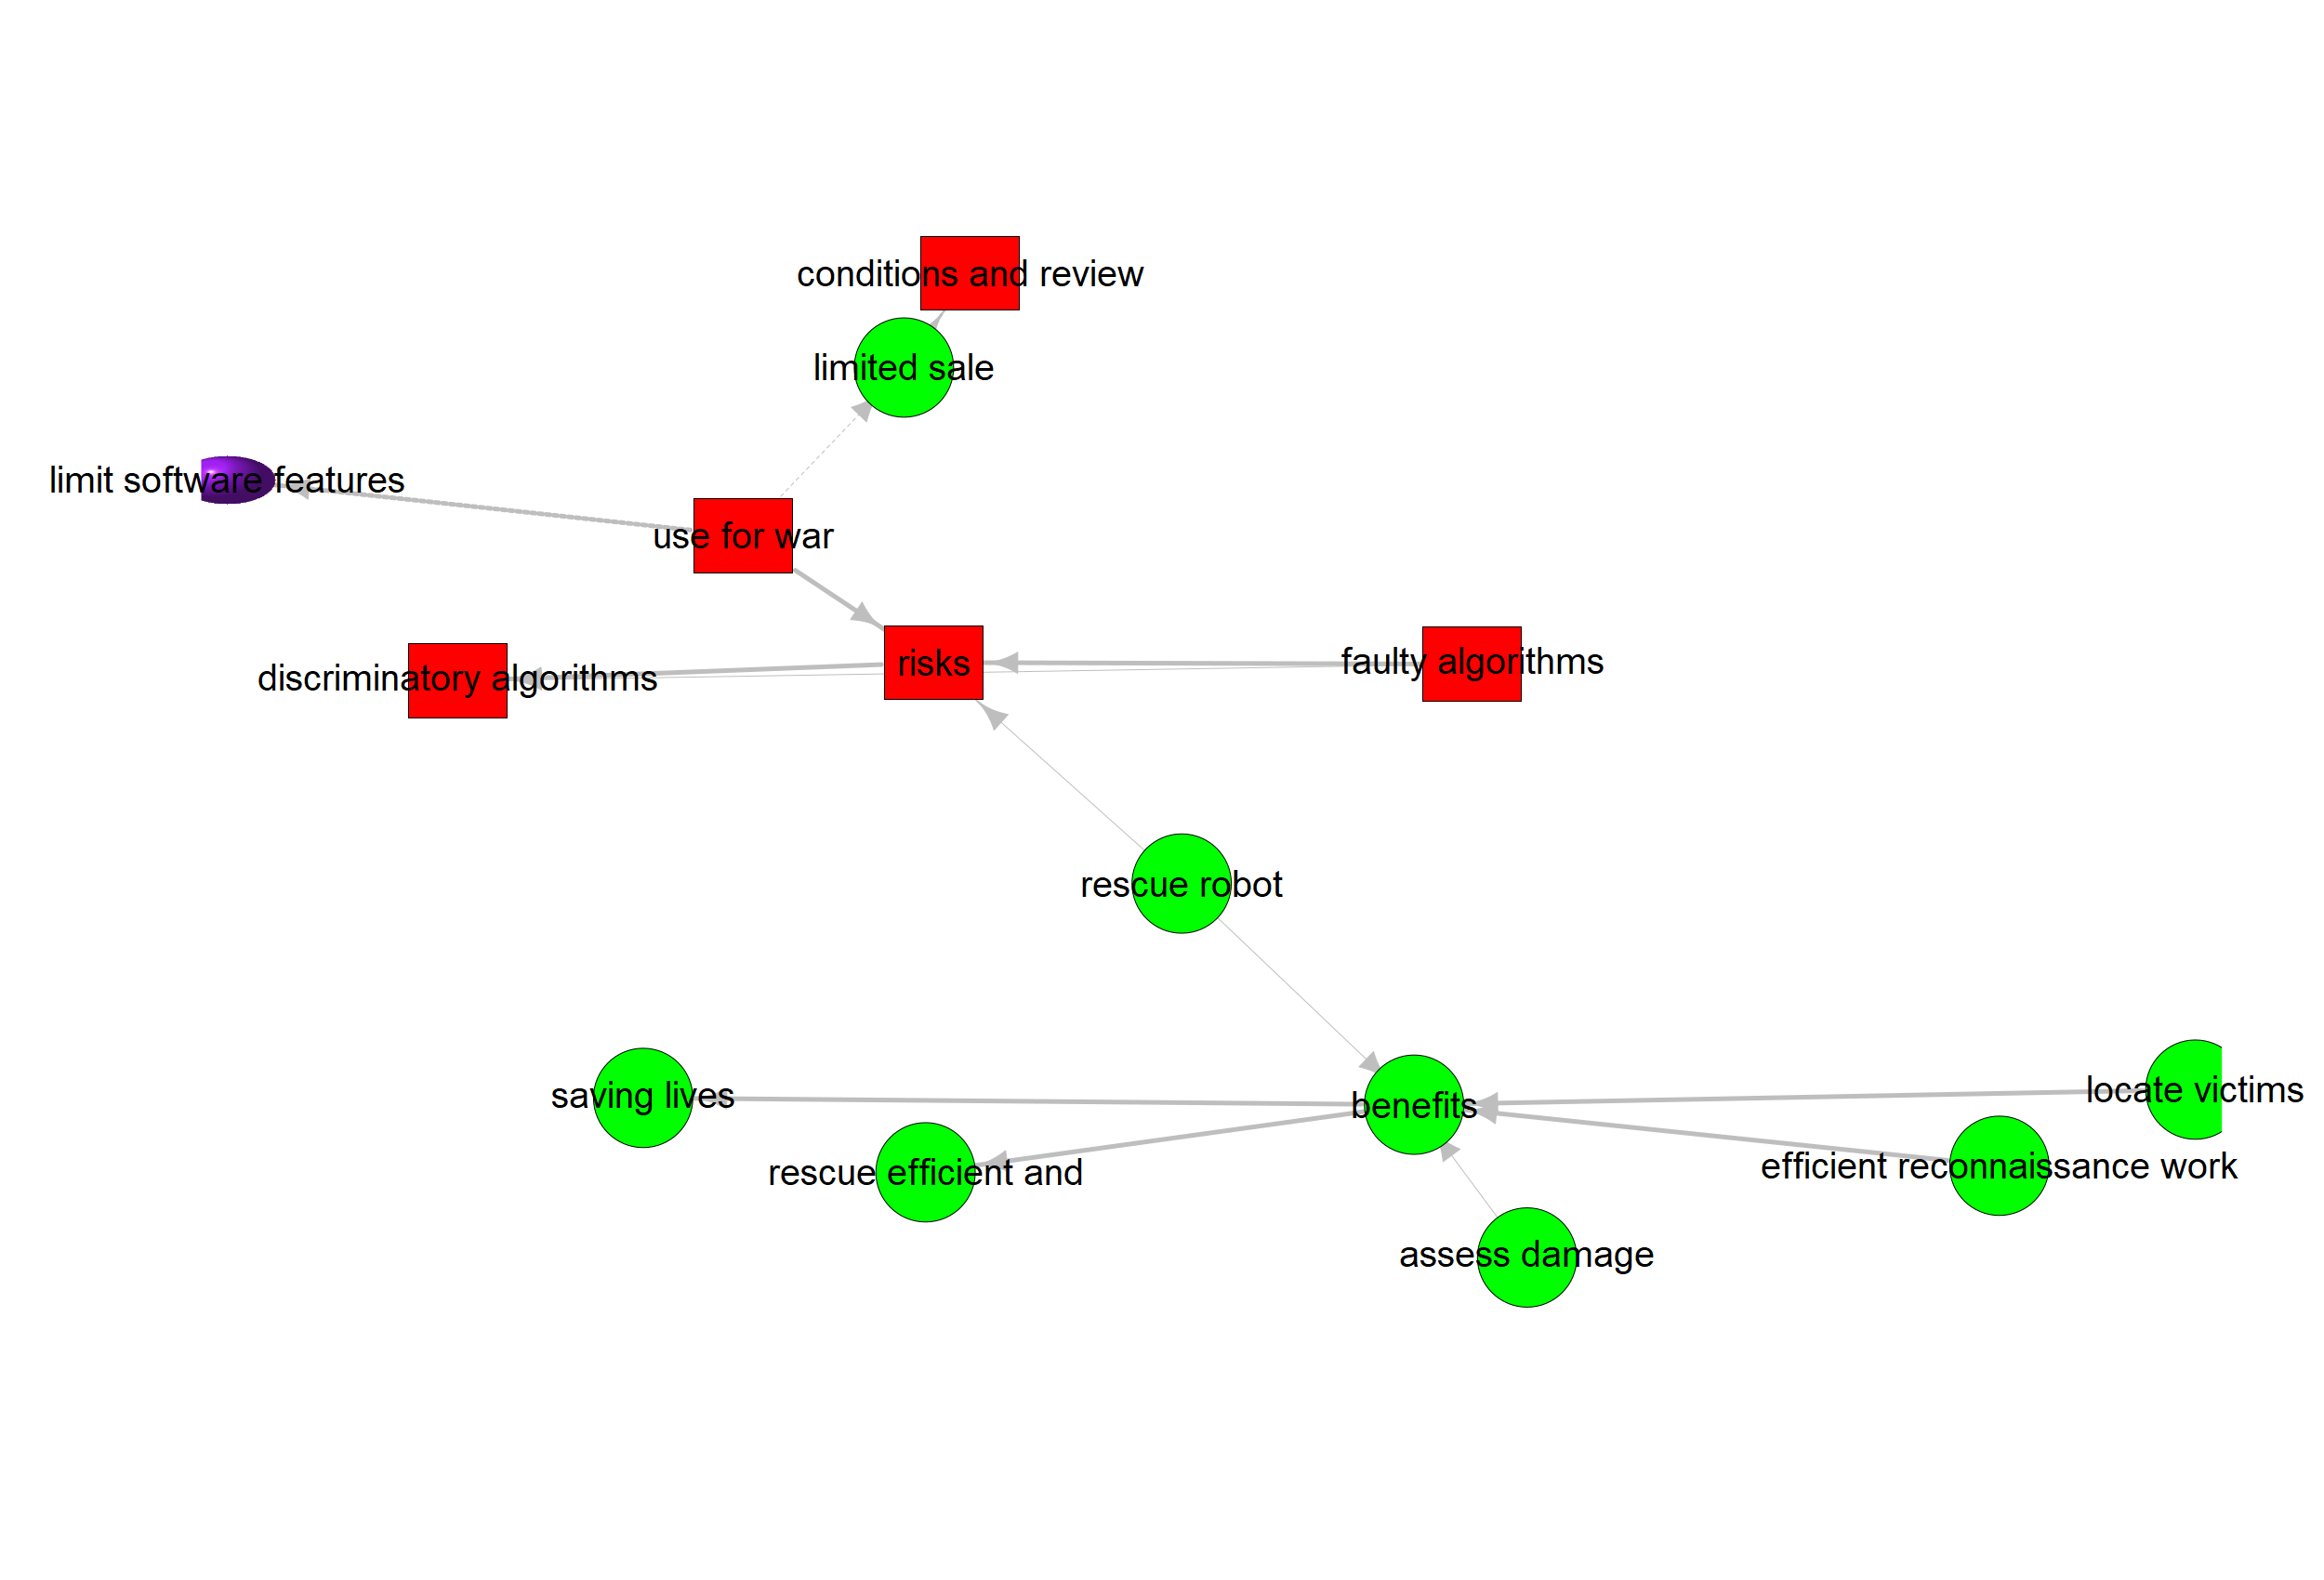 conditions and review
limited sale
limit software features
use for war
risks
faulty algorithms
discriminatory algorithms
rescue robot
locate victims
saving lives
benefits
efficient reconnaissance work
rescue efficient and
assess damage